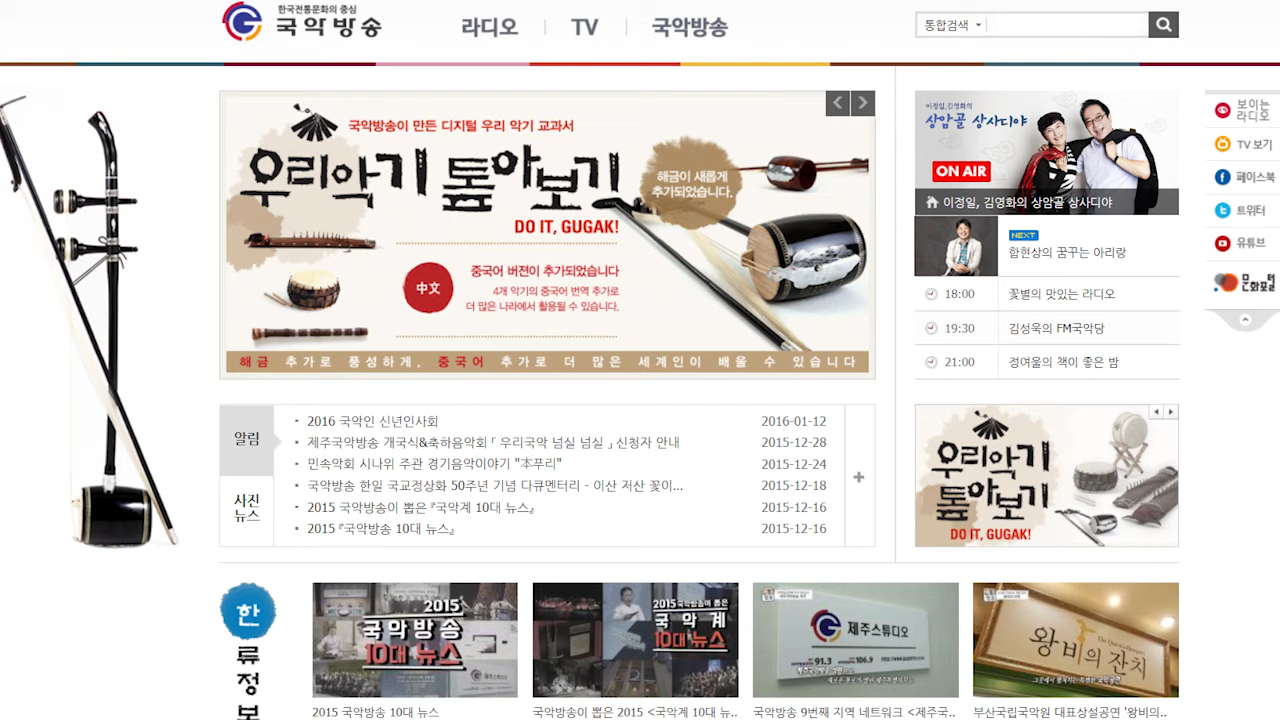 한국전통문화의 중심
국악방송
라디오
TV
국악방송
통합검색
국악방송이 만든 디지털 우리 악기 교과서
우리악기 톺아보기
DO IT, GUGAK!
해금이 새롭게
추가되었습니다.
中文
중국어 버젼이 추가되었습니다
4개 악기의 중국어 번역 추가로
더 많은 나라에서 활용될 수 있습니다.
해금 추가로 풍성하게, 중국어 추가로 더 많은 세계인이 배울 수 있습니다
이정일,김영화의
상암골 상사디야
ON AIR
이정일, 김영화의 상암골 상사디야
NEXT
함현상의 꿈꾸는 아리랑
18:00 꽃별의 맛있는 라디오
19:30 김성욱의 FM국악당
21:00 정여울의 책이 좋은 밤
보이는
라디오
TV 보기
페이스북
트위터
유튜브
문화포털
알림
사진
뉴스
2016 국악인 신년인사회 2016-01-12
제주국악방송 개국식&축하음악회「 우리국악 넘실 넘실 」신청자 안내 2015-12-28
민속악회 시나위 주관 경기음악이야기 "本푸리" 2015-12-24
국악방송 한일 국교정상화 50주년 기념 다큐멘터리 - 이산 저산 꽃이... 2015-12-18
2015 국악방송이 뽑은『국악계 10대 뉴스』 2015-12-16
2015『국악방송 10대 뉴스』 2015-12-16
우리악기
톺아보기
DO IT, GUGAK!
한
류
정
보
2015
국악방송
10대 뉴스
2015 국악방송이 뽑은
국악계
10대 뉴스
제주스튜디오
91.3
106.9
The Queen's Banquet
왕비의 잔치
2015 국악방송 10대 뉴스
국악방송이 뽑은 2015 <국악계 10대 뉴..
국악방송 9번째 지역 네트워크 <제주국..
부산국립국악원 대표상설공연 '왕비의..